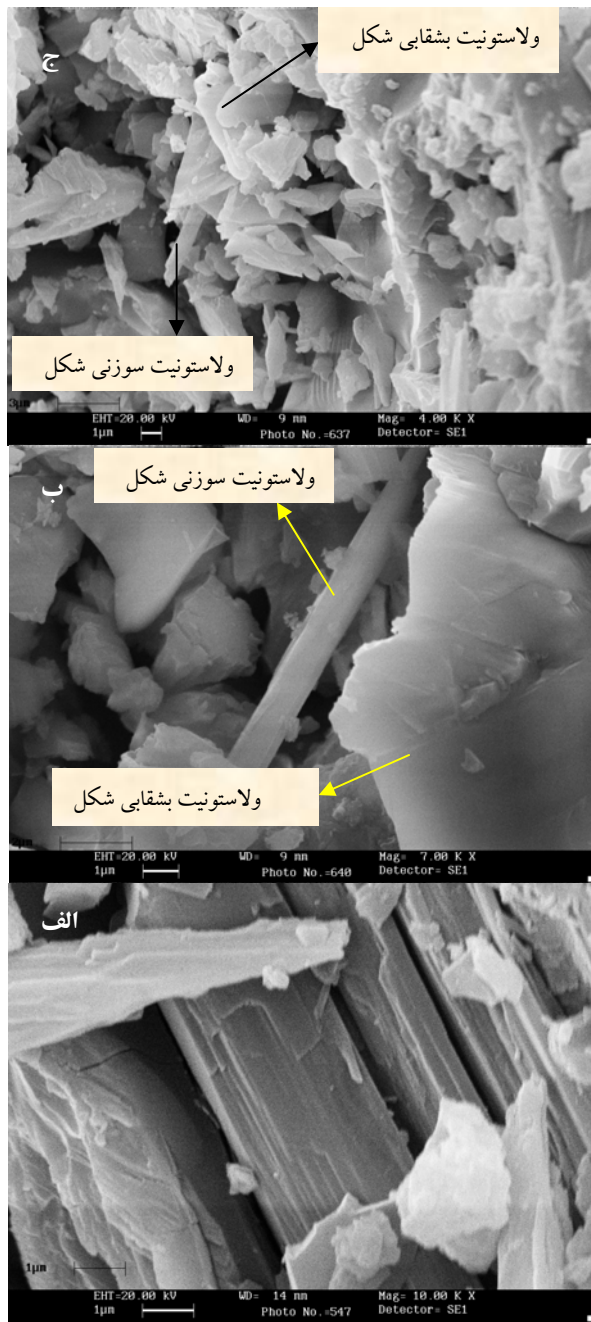 ج
ولاستونیت بشقابی شکل
ولاستونیت سوزنی شکل
3µm
EHT=20.00 kV WD= 9 mm Mag= 4.00 K X
1µm Photo No.=637 Detector= SE1
ب
ولاستونیت سوزنی شکل
ولاستونیت بشقابی شکل
EHT=20.00 kV WD= 9 mm Mag= 7.00 K X
1µm Photo No.=640 Detector= SE1
الف
1µm
EHT=20.00 kV WD= 14 mm Mag= 10.00 K X
1µm Photo No.=547 Detector= SE1